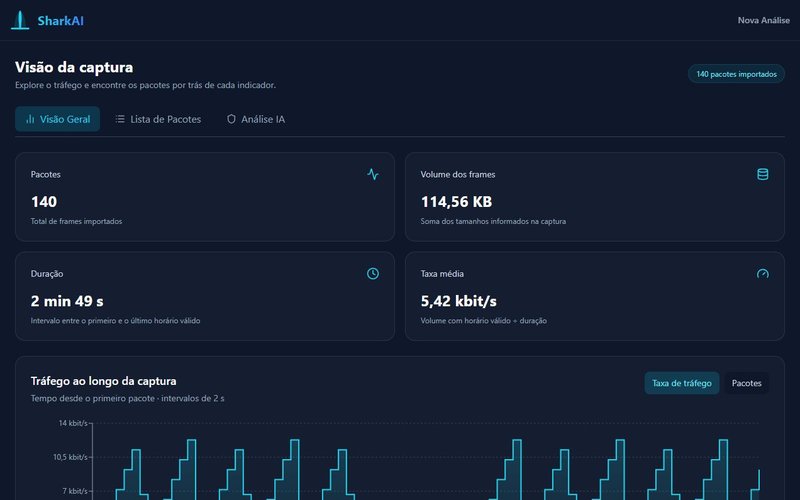 SharkAI
Nova Análise
Visão da captura
Explore o tráfego e encontre os pacotes por trás de cada indicador.
140 pacotes importados
Visão Geral
Lista de Pacotes
Análise IA
Pacotes
140
Total de frames importados
Volume dos frames
114,56 KB
Soma dos tamanhos informados na captura
Duração
2 min 49 s
Intervalo entre o primeiro e o último horário válido
Taxa média
5,42 kbit/s
Volume com horário válido ÷ duração
Tráfego ao longo da captura
Tempo desde o primeiro pacote · intervalos de 2 s
Taxa de tráfego
Pacotes
14 kbit/s
10,5 kbit/s
7 kbit/s